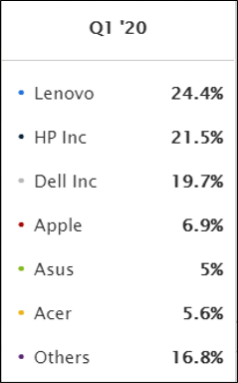 Q1 '20
Lenovo 24.4%
HP Inc 21.5%
Dell Inc 19.7%
Apple 6.9%
Asus 5%
Acer 5.6%
Others 16.8%